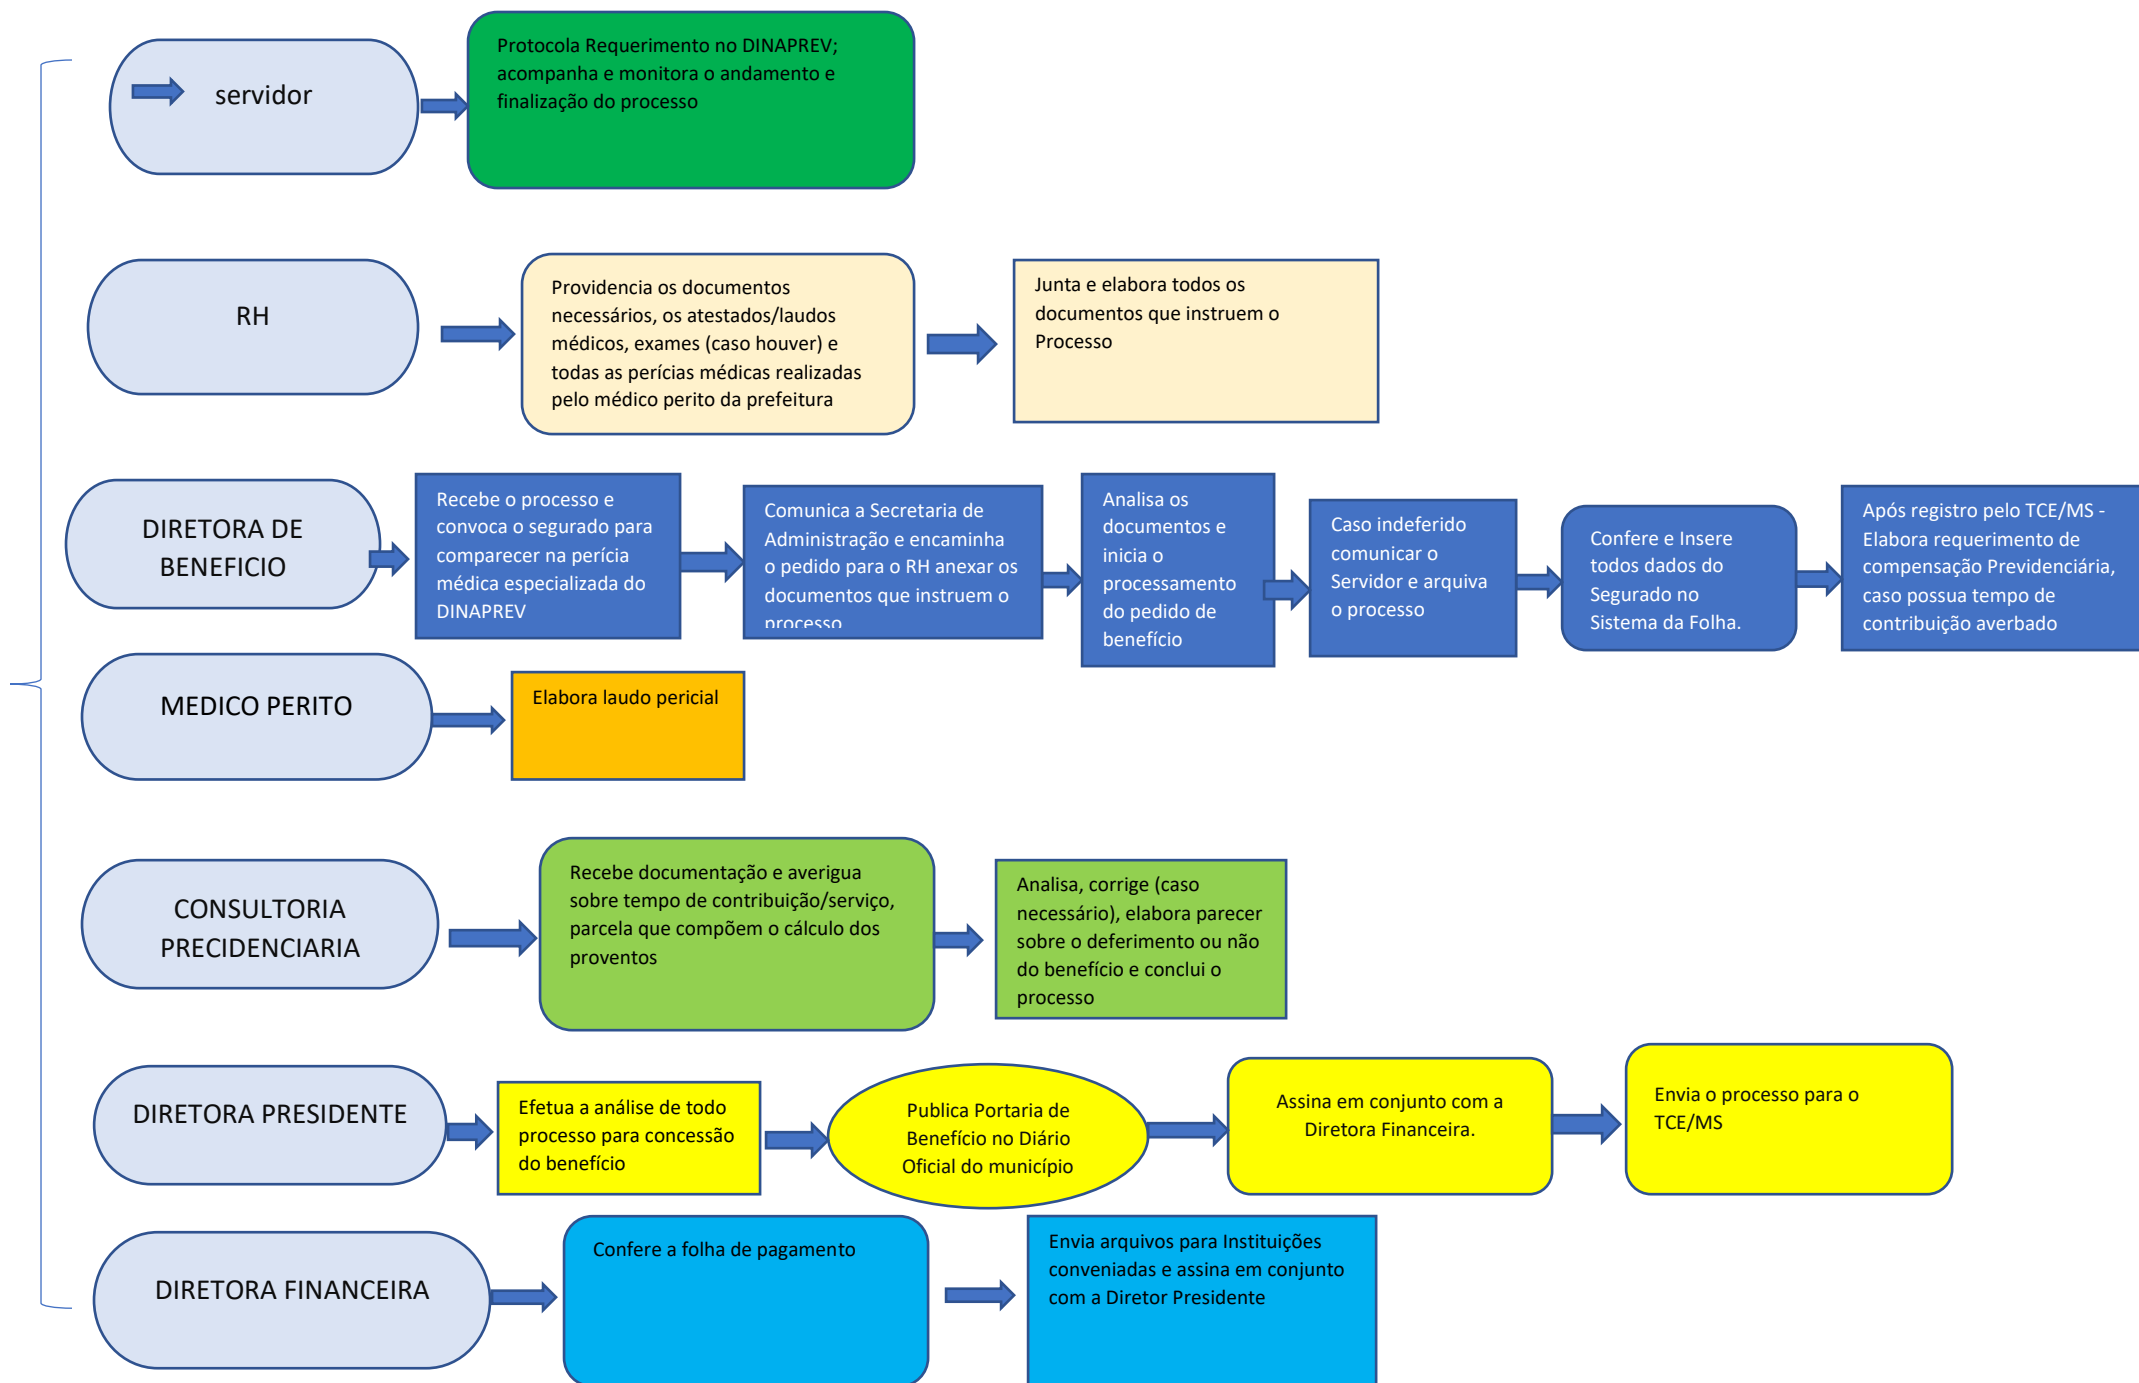 servidor
Protocola Requerimento no DINAPREV;
acompanha e monitora o andamento e
finalização do processo
RH
Providencia os documentos
necessários, os atestados/laudos
médicos, exames (caso houver) e
todas as perícias médicas realizadas
pelo médico perito da prefeitura
Junta e elabora todos os
documentos que instruem o
Processo
DIRETORA DE
BENEFICIO
Recebe o processo e
convoca o segurado para
comparecer na perícia
médica especializada do
DINAPREV
Comunica a Secretaria de
Administração e encaminha
o pedido para o RH anexar os
documentos que instruem o
processo
Analisa os
documentos e
inicia o
processamento
do pedido de
benefício
Caso indeferido
comunicar o
Servidor e arquiva
o processo
Confere e Insere
todos dados do
Segurado no
Sistema da Folha.
Após registro pelo TCE/MS -
Elabora requerimento de
compensação Previdenciária,
caso possua tempo de
contribuição averbado
MEDICO PERITO
Elabora laudo pericial
CONSULTORIA
PRECIDENCIARIA
Recebe documentação e averigua
sobre tempo de contribuição/serviço,
parcela que compõem o cálculo dos
proventos
Analisa, corrige (caso
necessário), elabora parecer
sobre o deferimento ou não
do benefício e conclui o
processo
DIRETORA PRESIDENTE
Efetua a análise de todo
processo para concessão
do benefício
Publica Portaria de
Benefício no Diário
Oficial do município
Assina em conjunto com a
Diretora Financeira.
Envia o processo para o
TCE/MS
DIRETORA FINANCEIRA
Confere a folha de pagamento
Envia arquivos para Instituições
conveniadas e assina em conjunto
com a Diretor Presidente